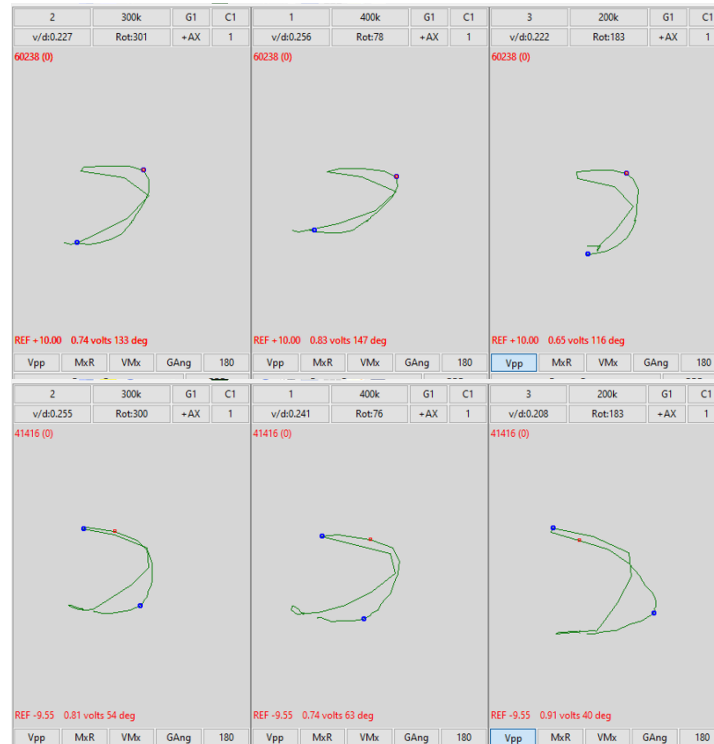 2 300k G1 C1 1 400k G1 C1 3 200k G1 C1
v/d:0.227 Rot:301 +AX 1 v/d:0.256 Rot:78 +AX 1 v/d:0.222 Rot:183 +AX 1
60238 (0) 60238 (0) 60238 (0)
REF +10.00 0.74 volts 133 deg REF +10.00 0.83 volts 147 deg REF +10.00 0.65 volts 116 deg
Vpp MxR VMx GAng 180 Vpp MxR VMx GAng 180 Vpp MxR VMx GAng 180
2 300k G1 C1 1 400k G1 C1 3 200k G1 C1
v/d:0.255 Rot:300 +AX 1 v/d:0.241 Rot:76 +AX 1 v/d:0.208 Rot:183 +AX 1
41416 (0) 41416 (0) 41416 (0)
REF -9.55 0.81 volts 54 deg REF -9.55 0.74 volts 63 deg REF -9.55 0.91 volts 40 deg
Vpp MxR VMx GAng 180 Vpp MxR VMx GAng 180 Vpp MxR VMx GAng 180